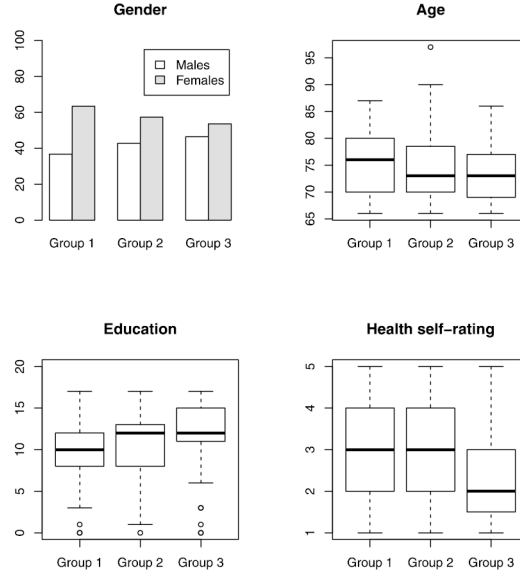 Gender
100
80
60
40
20
0
Males
Females
Group 1 Group 2 Group 3
Age
95
90
85
80
75
70
65
Group 1 Group 2 Group 3
Education
20
15
10
5
0
Group 1 Group 2 Group 3
Health self−rating
5
4
3
2
1
Group 1 Group 2 Group 3